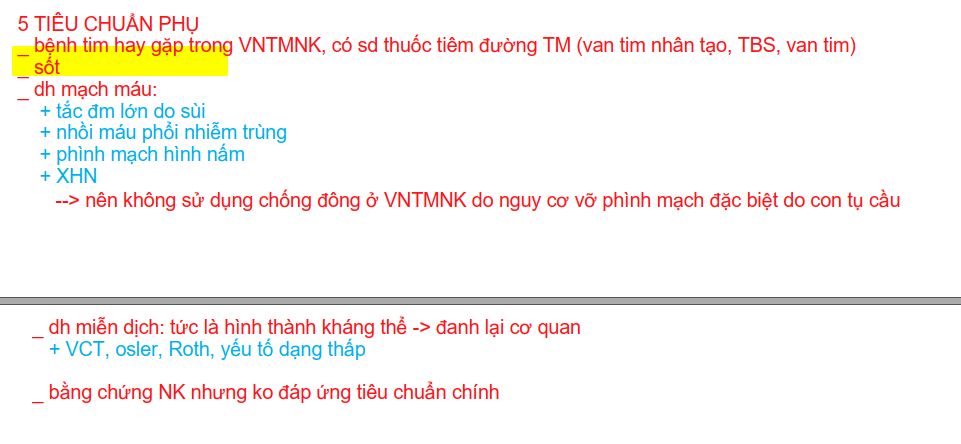 5 TIÊU CHUẨN PHỤ
_ bệnh tim hay gặp trong VNTMNK, có sd thuốc tiêm đường TM (van tim nhân tạo, TBS, van tim)
_ sốt
_ dh mạch máu:
+ tắc đm lớn do sùi
+ nhồi máu phổi nhiễm trùng
+ phình mạch hình nấm
+ XHN
--> nên không sử dụng chống đông ở VNTMNK do nguy cơ vỡ phình mạch đặc biệt do con tụ cầu
_ dh miễn dịch: tức là hình thành kháng thể -> đanh lại cơ quan
+ VCT, osler, Roth, yếu tố dạng thấp
_ bằng chứng NK nhưng ko đáp ứng tiêu chuẩn chính